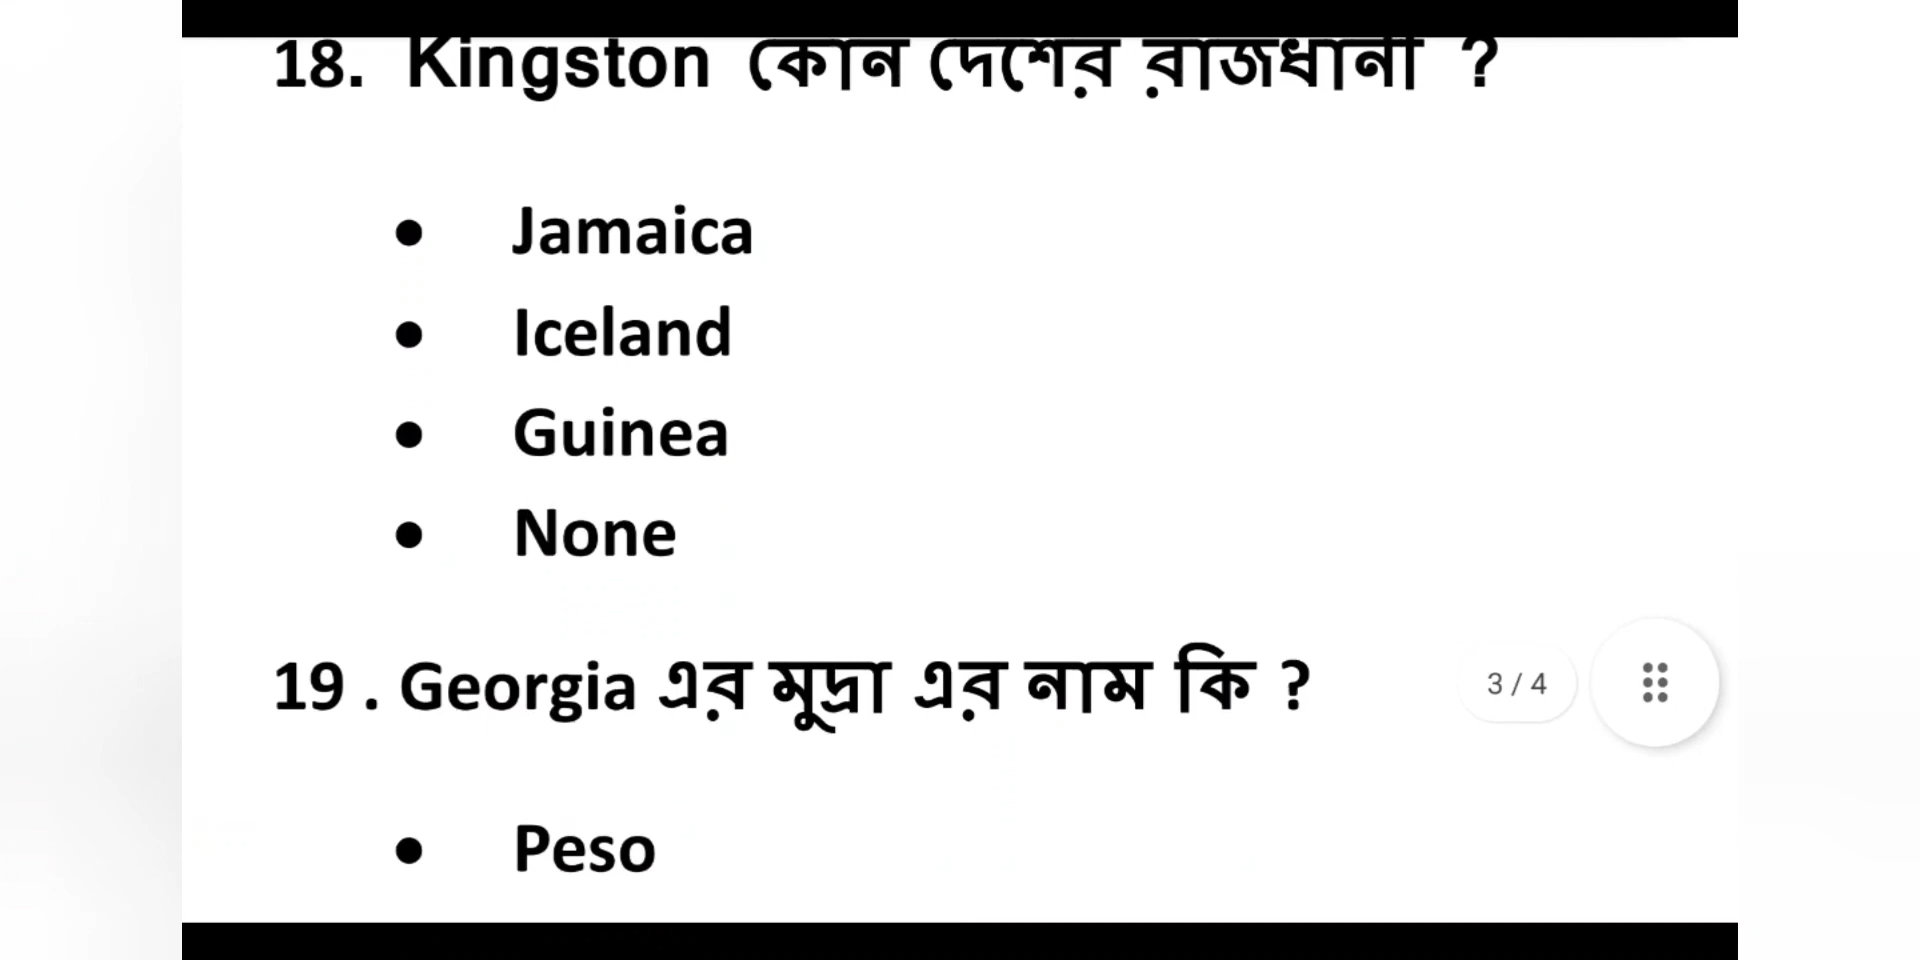 18. Kingston কোন দেশের রাজধানী ?
● Jamaica
● Iceland
● Guinea
● None
19 . Georgia এর মুদ্রা এর নাম কি ?
3 / 4
● Peso